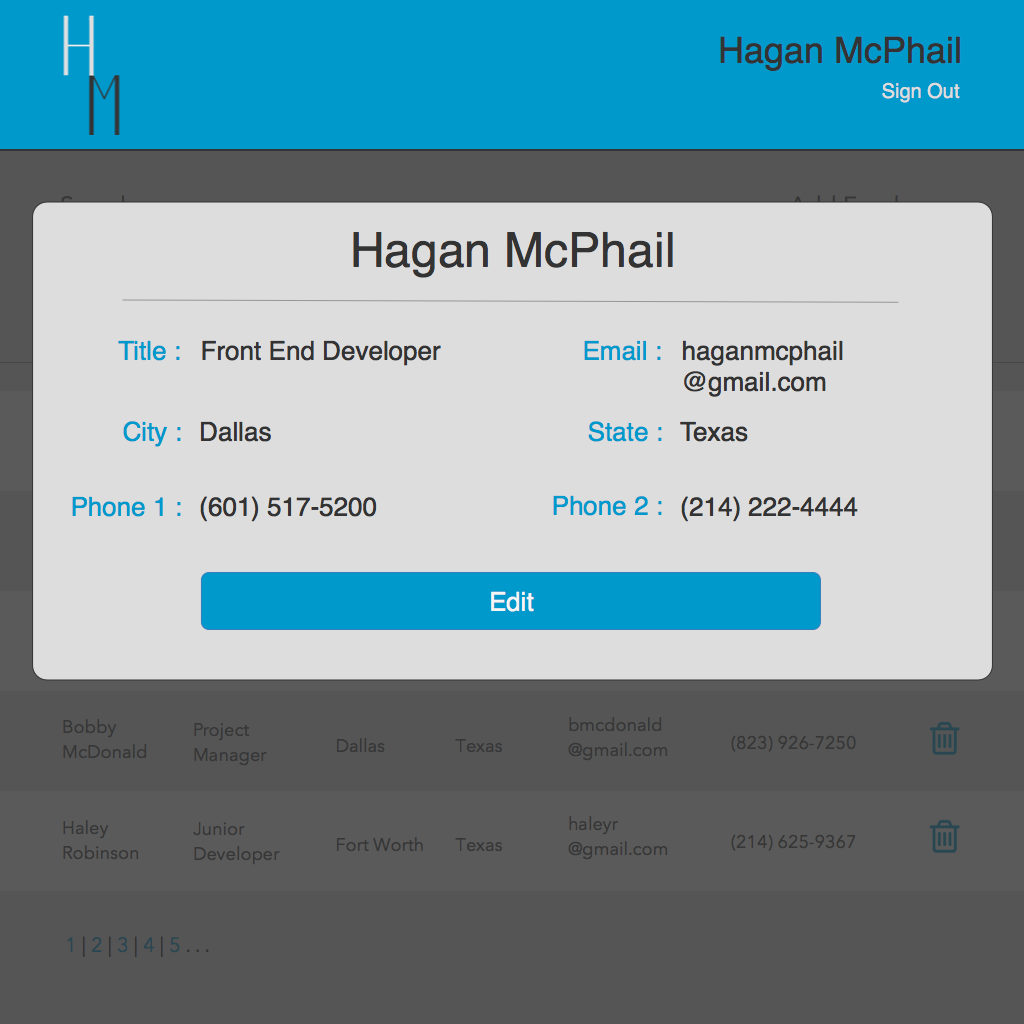 H
M
Hagan McPhail
Sign Out
Hagan McPhail
Title : Front End Developer
Email : haganmcphail
@gmail.com
City : Dallas
State : Texas
Phone 1 : (601) 517-5200
Phone 2 : (214) 222-4444
Edit
Bobby
McDonald
Project
Manager
Dallas
Texas
bmcdonald
@gmail.com
(823) 926-7250
Haley
Robinson
Junior
Developer
Fort Worth
Texas
haleyr
@gmail.com
(214) 625-9367
1 | 2 | 3 | 4 | 5 . . .